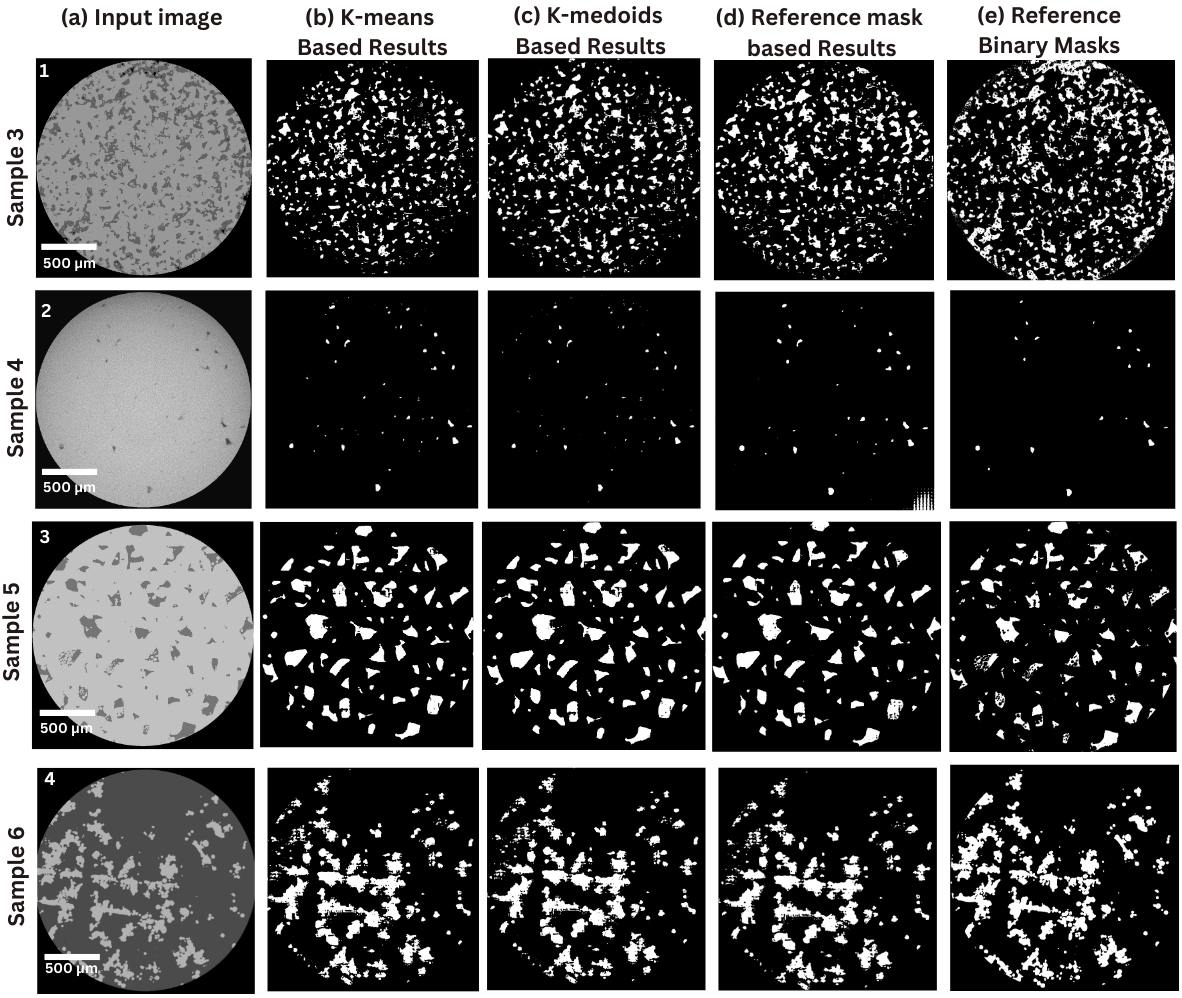 (a) Input image
(b) K-means
Based Results
(c) K-medoids
Based Results
(d) Reference mask
based Results
(e) Reference
Binary Masks
Sample 3
1
500 µm
Sample 4
2
500 µm
Sample 5
3
500 µm
Sample 6
4
500 µm